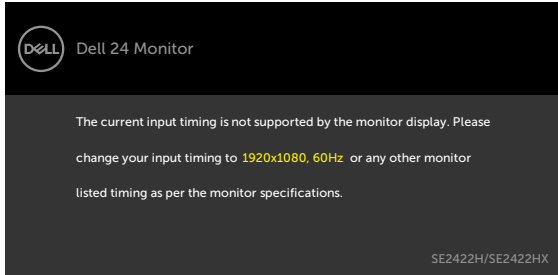 DELL
Dell 24 Monitor
The current input timing is not supported by the monitor display. Please
change your input timing to 1920x1080, 60Hz or any other monitor
listed timing as per the monitor specifications.
SE2422H/SE2422HX